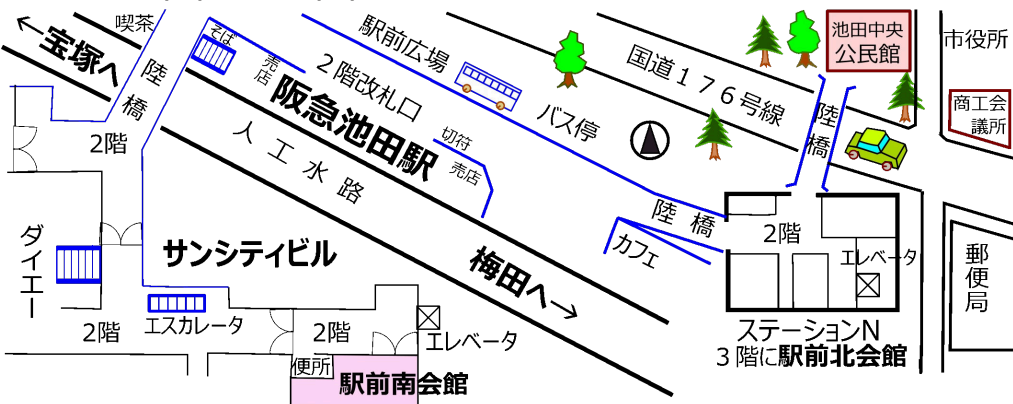 喫茶
そば
駅前広場
国道１７６号線
池田中央
公民館
市役所
←宝塚へ
陸橋
売店
２階改札口
バス停
陸橋
商工会
議所
2階
阪急池田駅
切符
売店
人工水路
陸橋
2階
カフェ
エレベータ
郵便局
ダイエー
サンシティビル
梅田へ→
エスカレータ
2階
2階
エレベータ
ステーションN
３階に駅前北会館
便所
駅前南会館